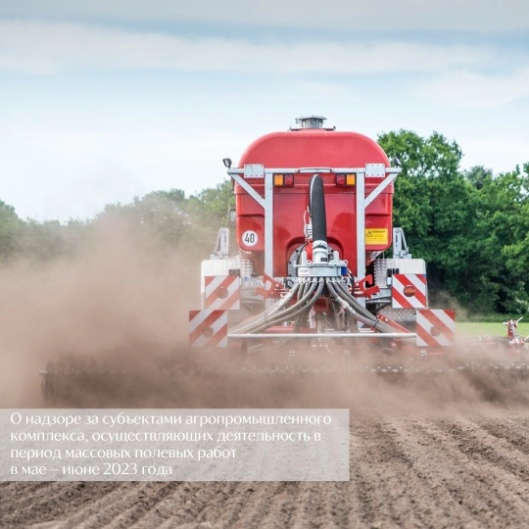 40
О надзоре за субъектами агропромышленного
комплекса, осуществляющих деятельность в
период массовых полевых работ
в мае – июне 2023 года